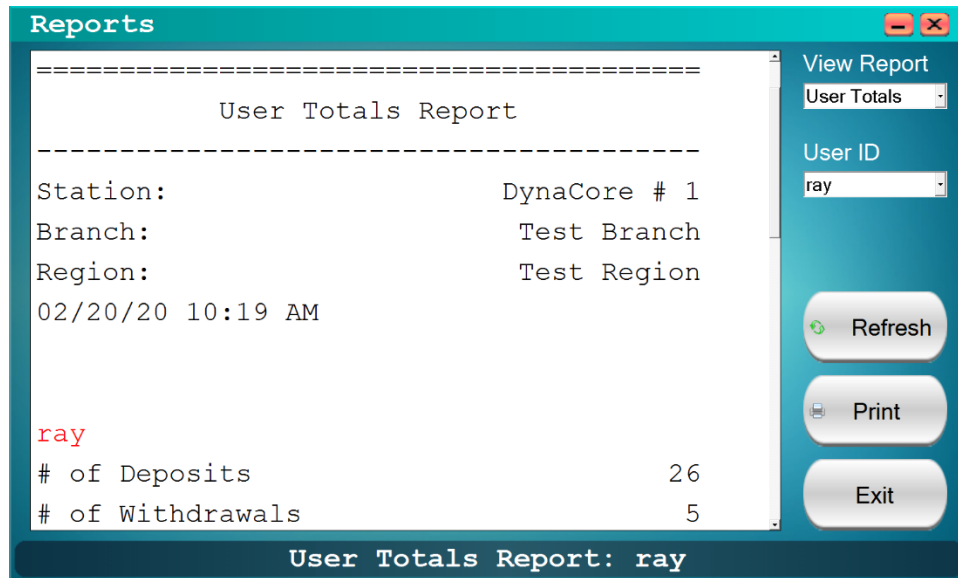 Reports
========================================
User Totals Report
----------------------------------------
Station: DynaCore # 1
Branch: Test Branch
Region: Test Region
02/20/20 10:19 AM
ray
# of Deposits 26
# of Withdrawals 5
View Report
User Totals
User ID
ray
Refresh
Print
Exit
User Totals Report: ray